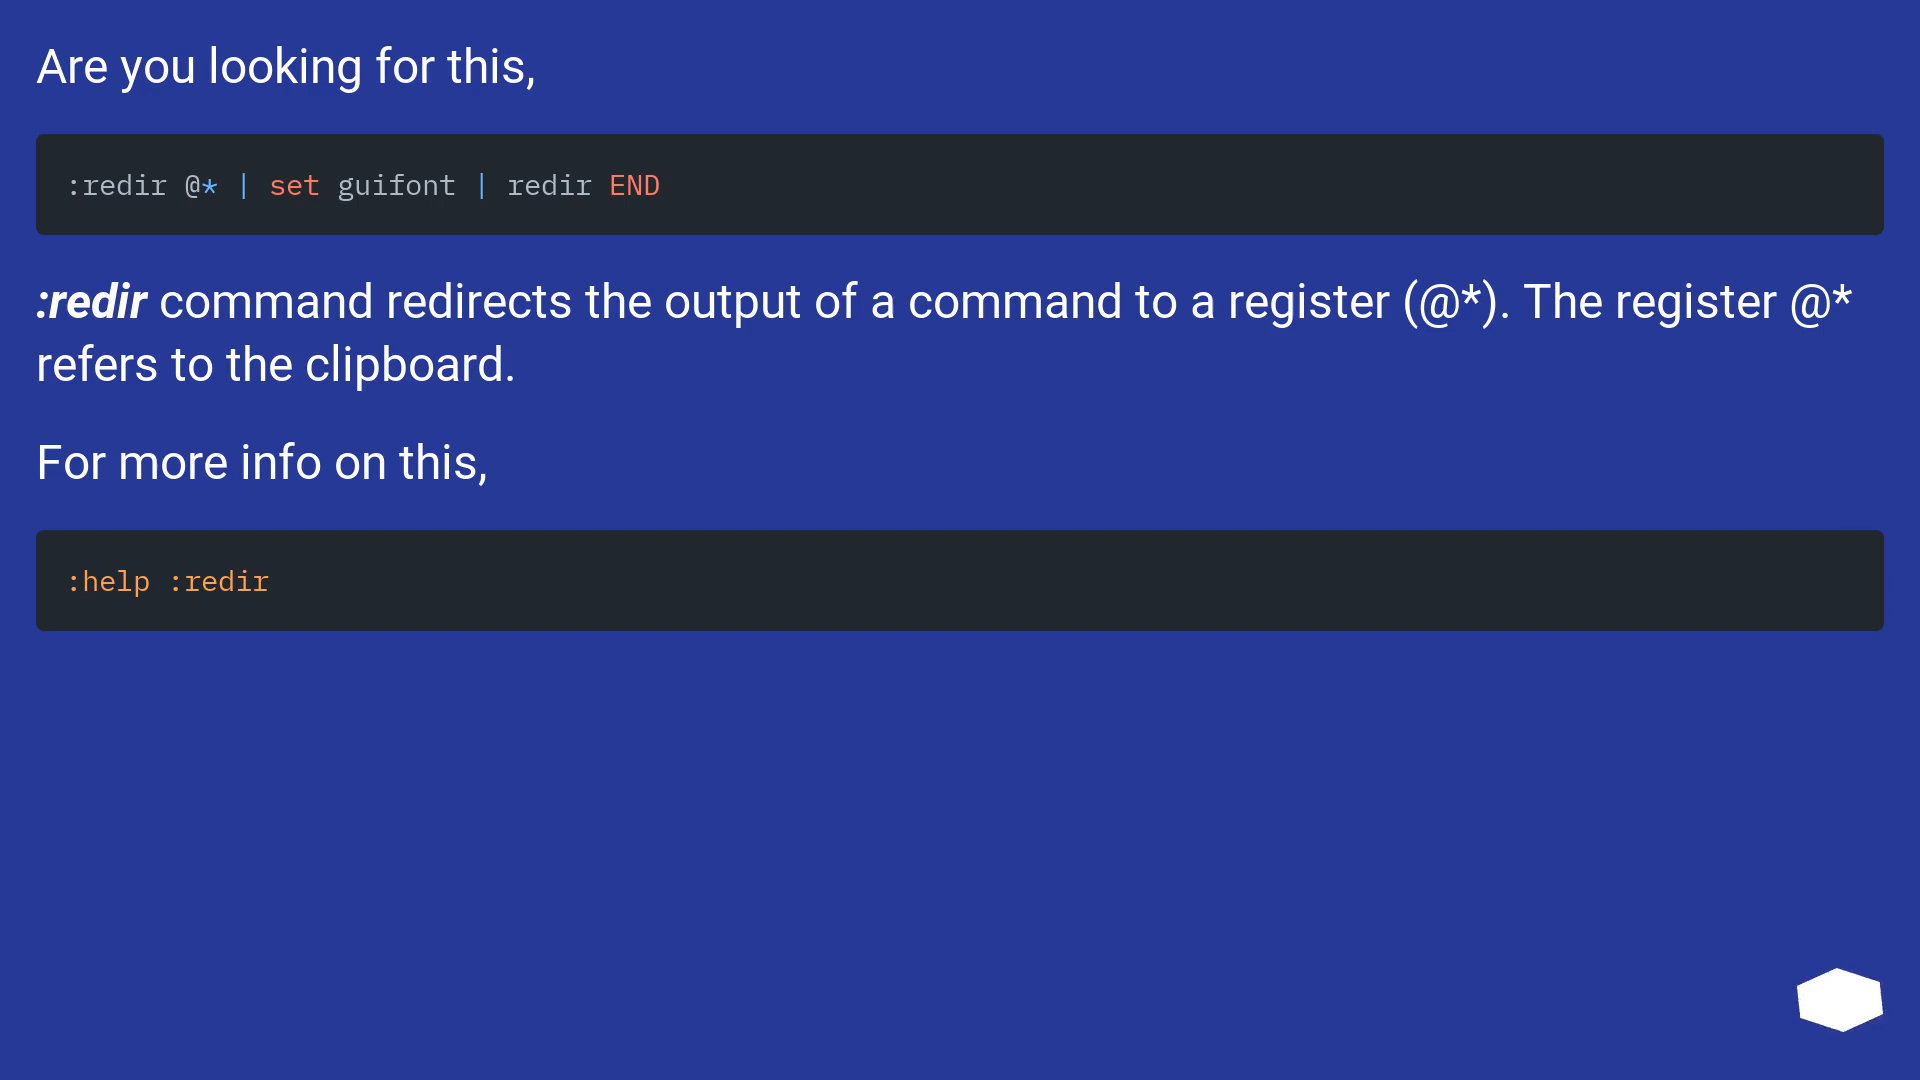 Are you looking for this,
:redir @* | set guifont | redir END
:redir command redirects the output of a command to a register (@*). The register @*
refers to the clipboard.
For more info on this,
:help :redir